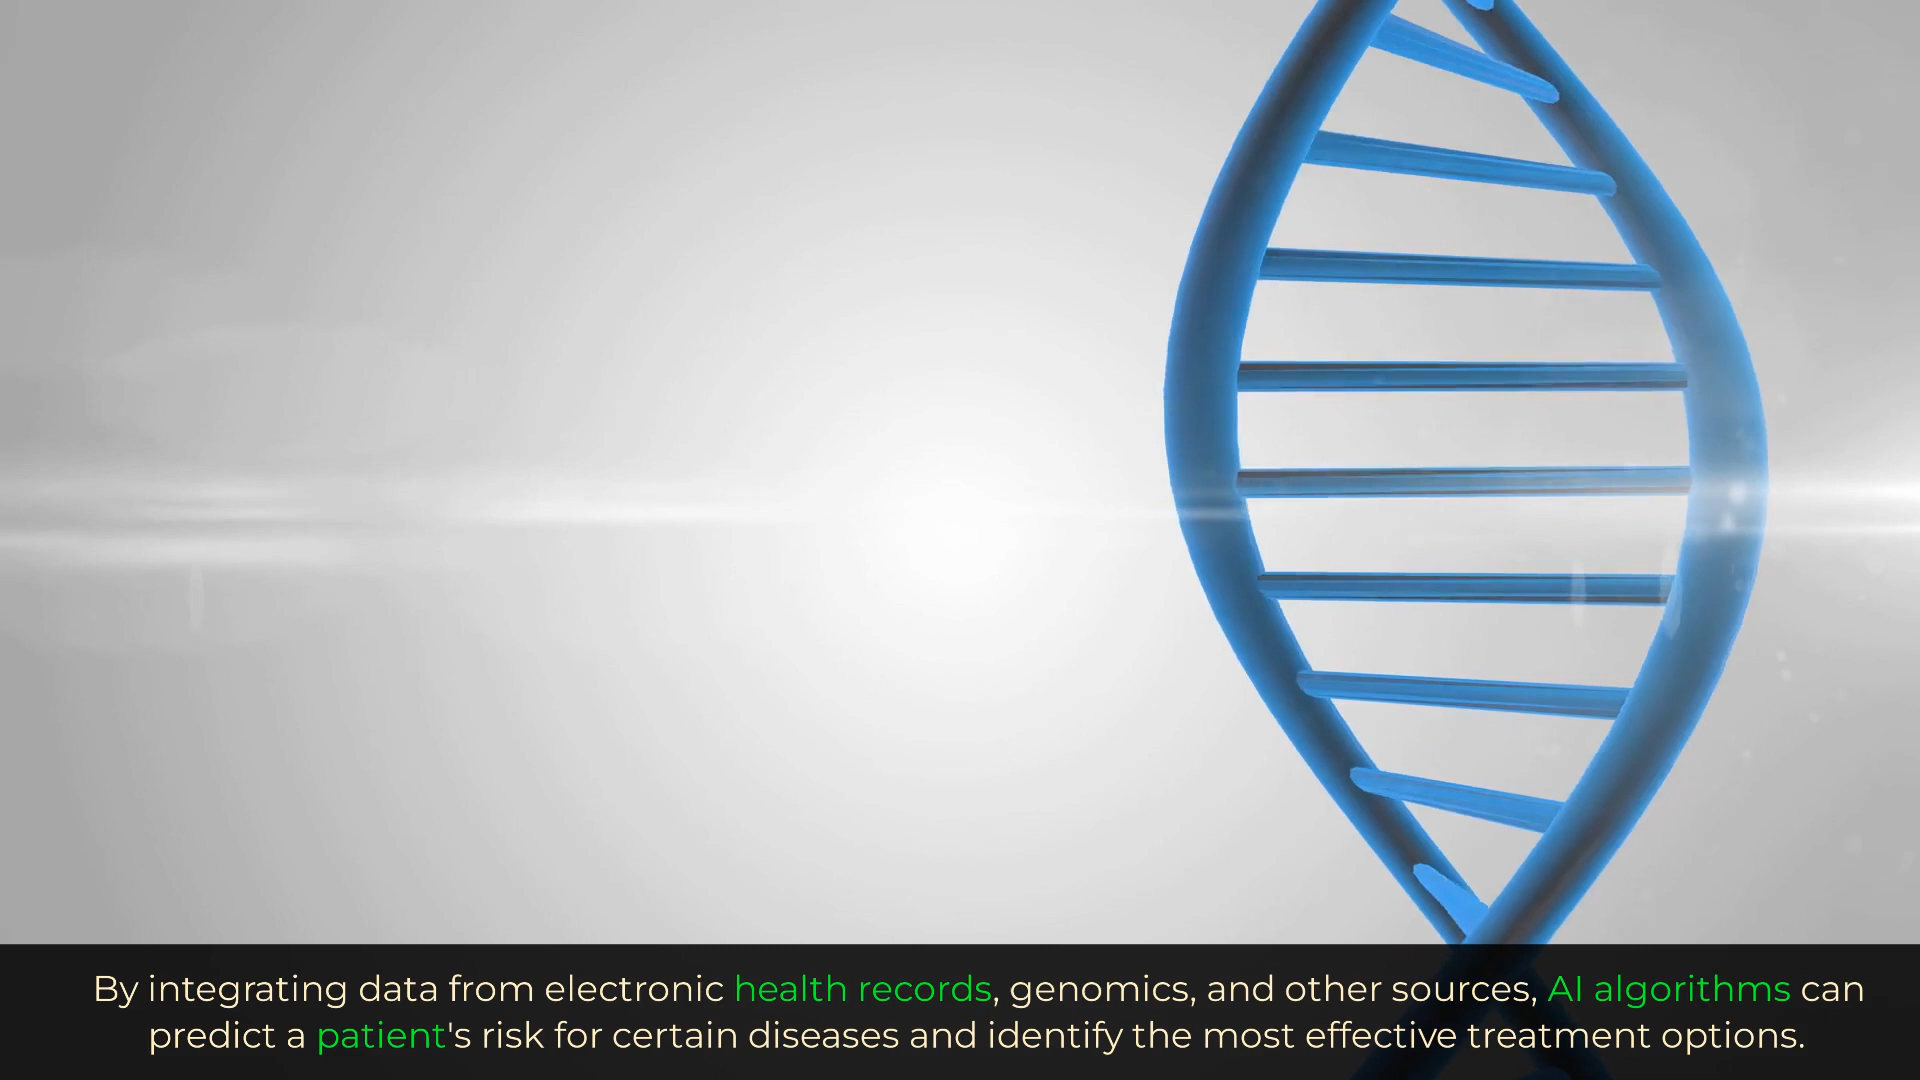 By integrating data from electronic health records, genomics, and other sources, AI algorithms can
predict a patient's risk for certain diseases and identify the most effective treatment options.